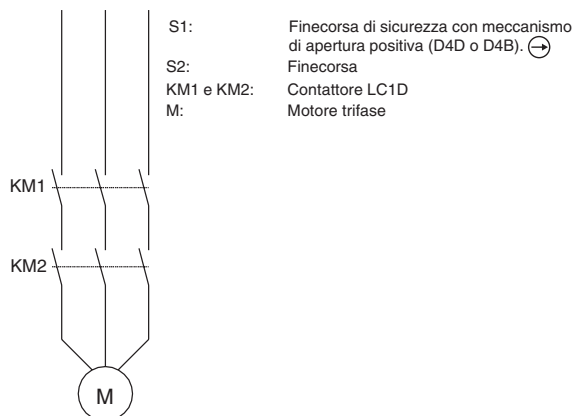 S1: Finecorsa di sicurezza con meccanismo
di apertura positiva (D4D o D4B).
S2: Finecorsa
KM1 e KM2: Contattore LC1D
M: Motore trifase
KM1
KM2
M